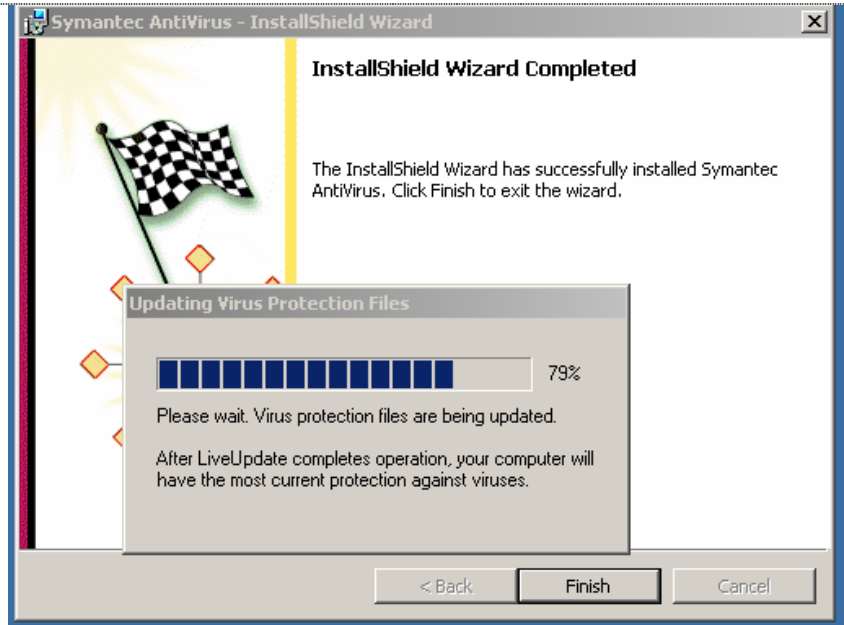 Symantec AntiVirus - InstallShield Wizard
InstallShield Wizard Completed
The InstallShield Wizard has successfully installed Symantec
AntiVirus. Click Finish to exit the wizard.
Updating Virus Protection Files
79%
Please wait. Virus protection files are being updated.
After LiveUpdate completes operation, your computer will
have the most current protection against viruses.
< Back
Finish
Cancel